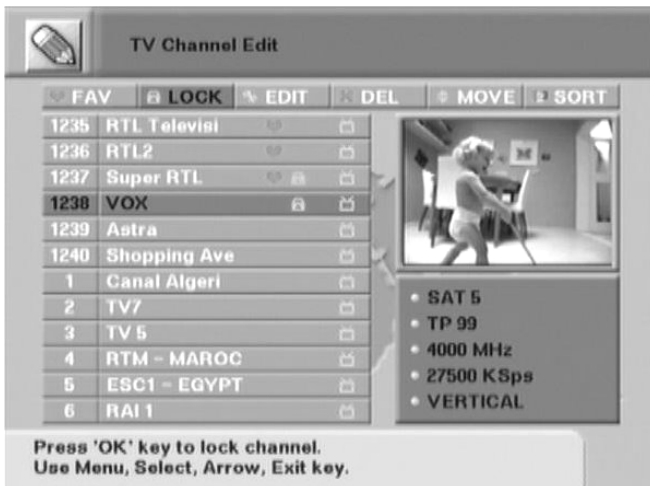 TV Channel Edit
FAV LOCK EDIT DEL MOVE SORT
1235 RTL Televisi
1236 RTL2
1237 Super RTL
1238 VOX
1239 Astra
1240 Shopping Ave
1 Canal Algeri
2 TV7
3 TV 5
4 RTM - MAROC
5 ESC1 - EGYPT
6 RAI 1
SAT 5
TP 99
4000 MHz
27500 KSps
VERTICAL
Press 'OK' key to lock channel.
Use Menu, Select, Arrow, Exit key.